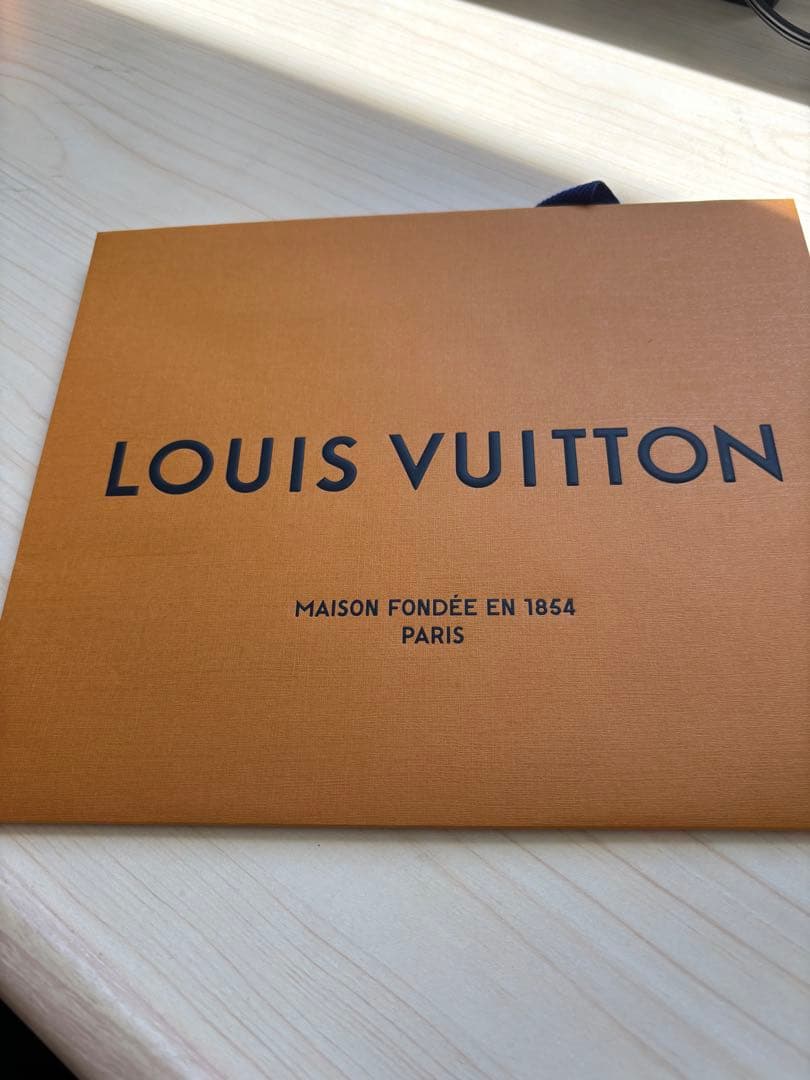 LOUIS VUITTON
MAISON FONDÉE EN 1854
PARIS